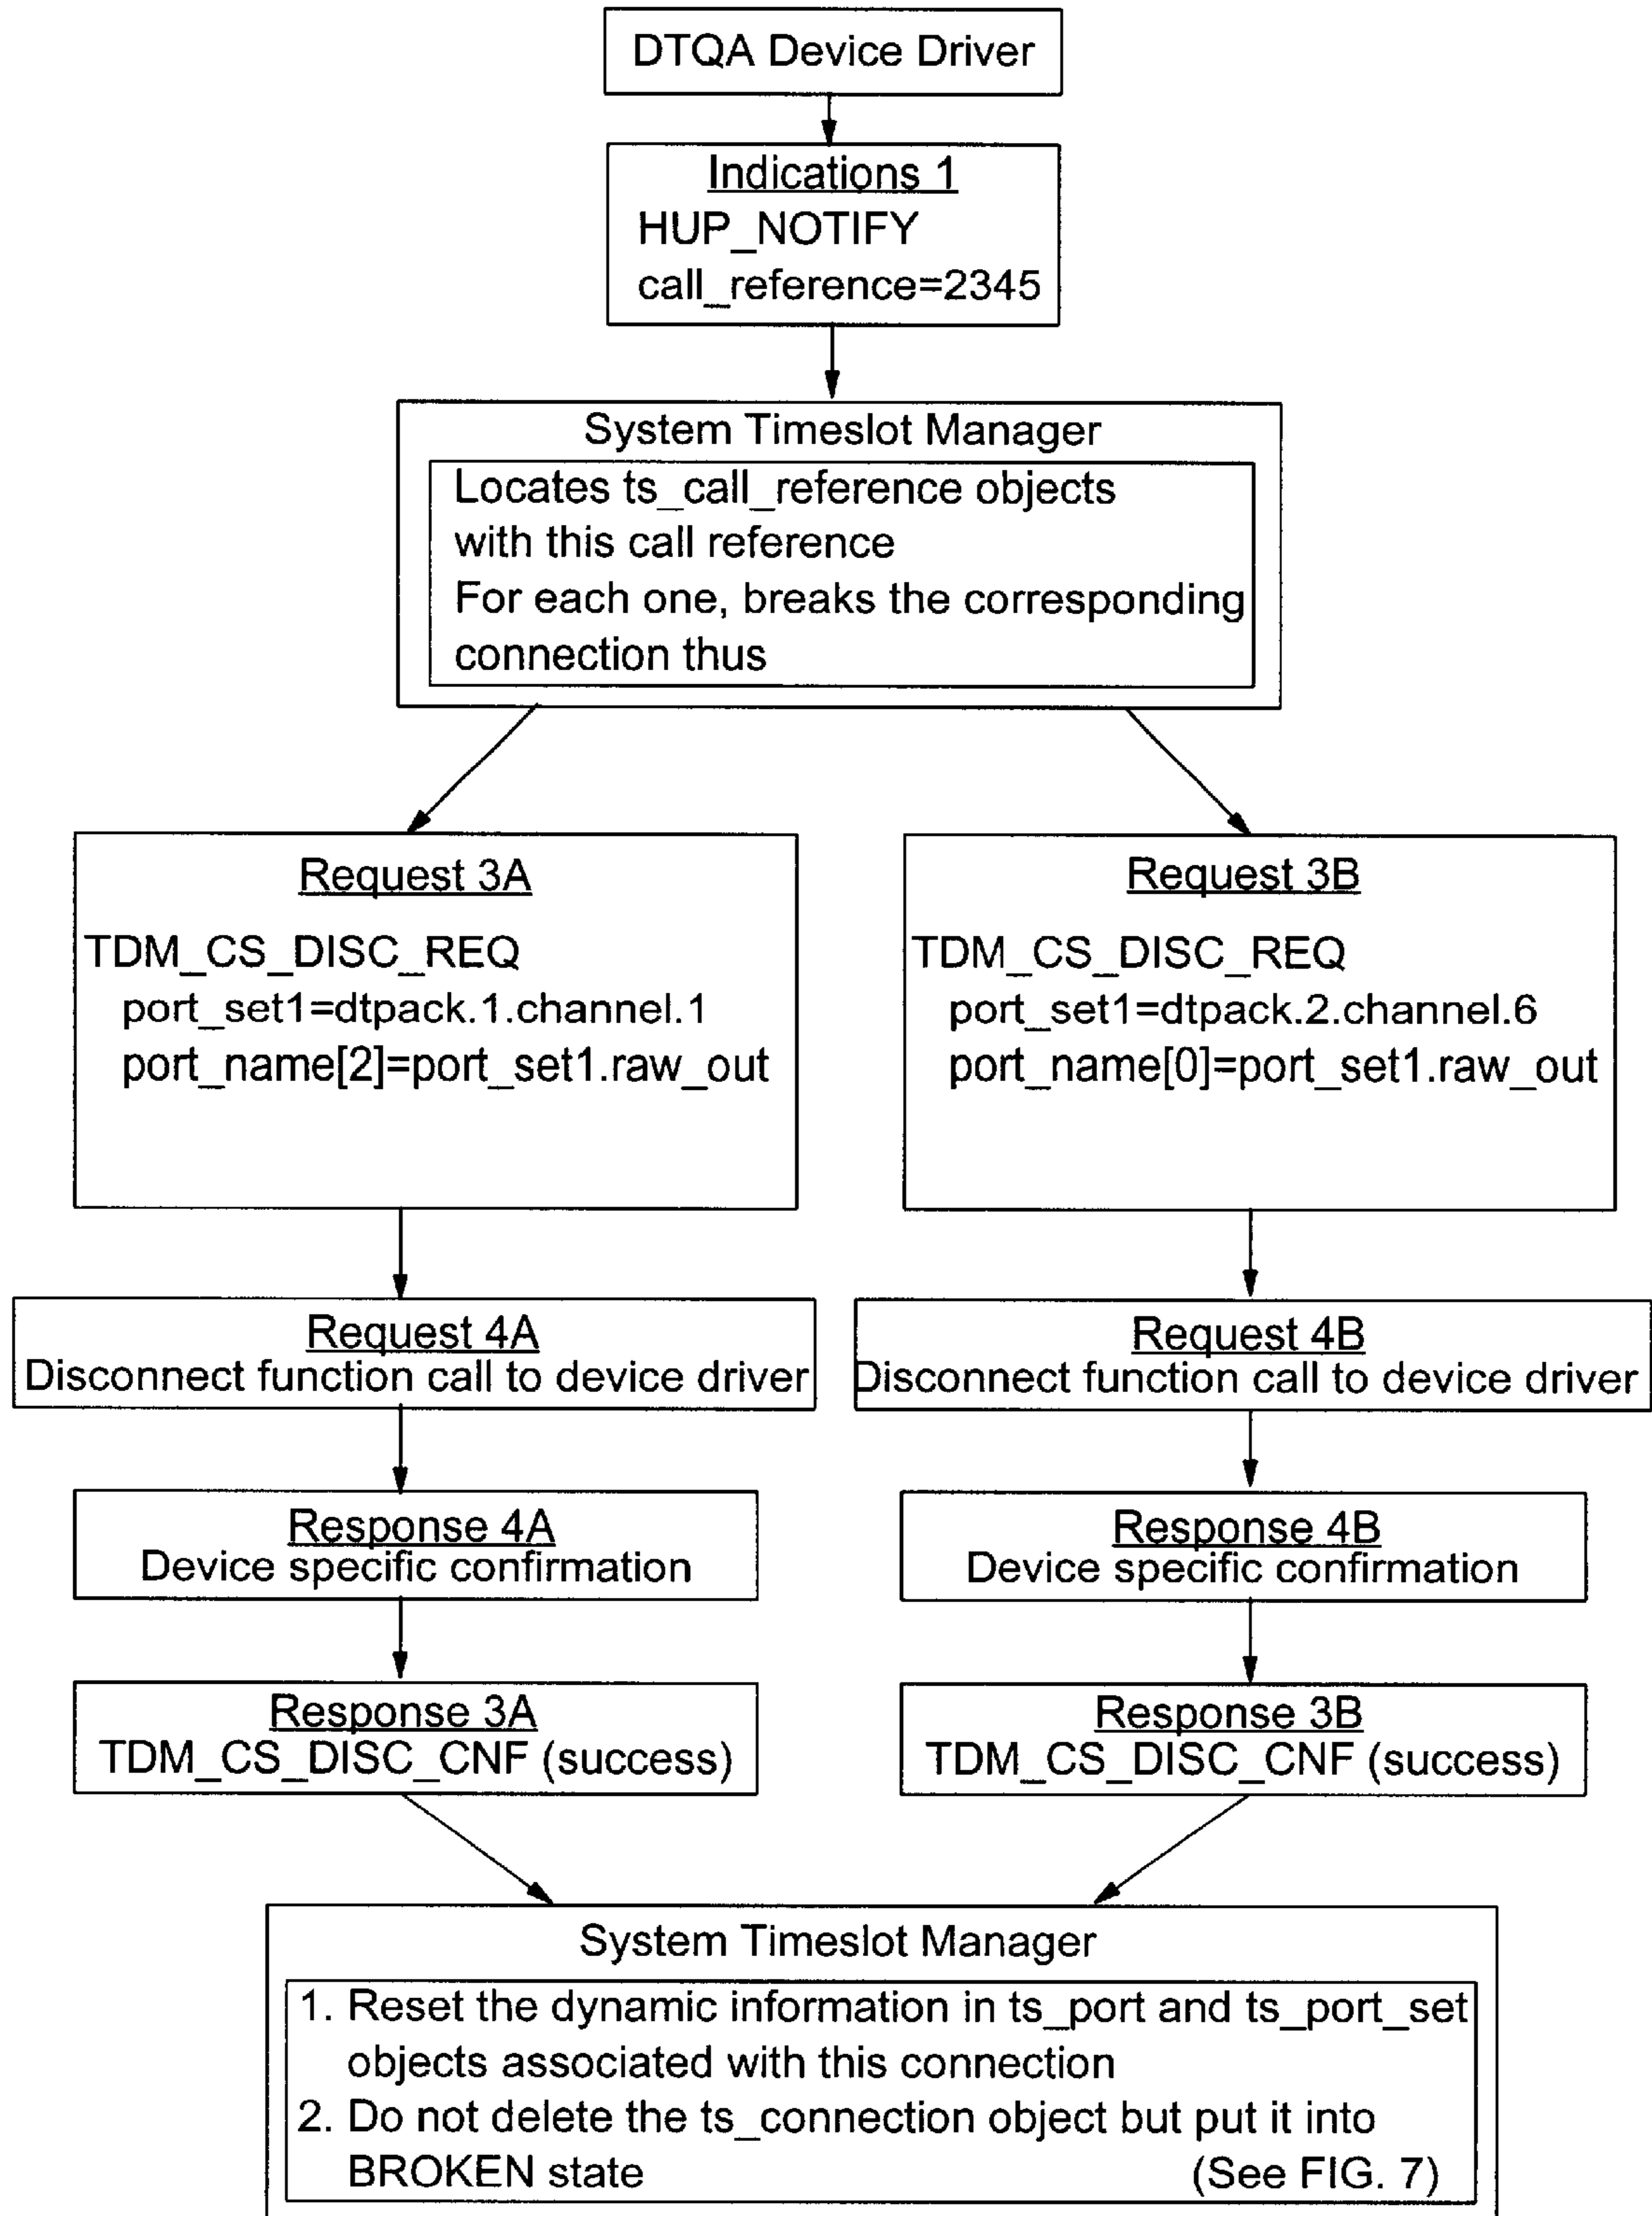 DTQA Device Driver
Indications 1
HUP_NOTIFY
call_reference=2345
System Timeslot Manager
Locates ts_call_reference objects
with this call reference
For each one, breaks the corresponding
connection thus
Request 3A
TDM_CS_DISC_REQ
port_set1=dtpack.1.channel.1
port_name[2]=port_set1.raw_out
Request 3B
TDM_CS_DISC_REQ
port_set1=dtpack.2.channel.6
port_name[0]=port_set1.raw_out
Request 4A
Disconnect function call to device driver
Request 4B
Disconnect function call to device driver
Response 4A
Device specific confirmation
Response 4B
Device specific confirmation
Response 3A
TDM_CS_DISC_CNF (success)
Response 3B
TDM_CS_DISC_CNF (success)
System Timeslot Manager
1. Reset the dynamic information in ts_port and ts_port_set
objects associated with this connection
2. Do not delete the ts_connection object but put it into
BROKEN state (See FIG. 7)